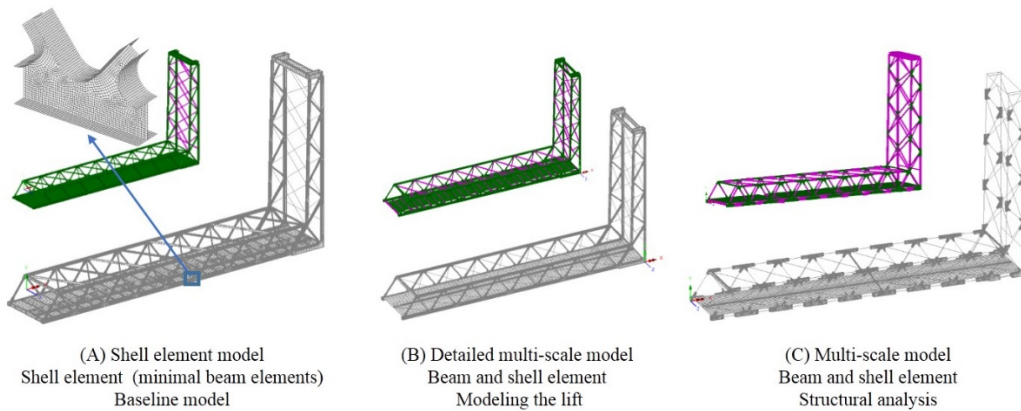 (A) Shell element model
Shell element (minimal beam elements)
Baseline model
(B) Detailed multi-scale model
Beam and shell element
Modeling the lift
(C) Multi-scale model
Beam and shell element
Structural analysis